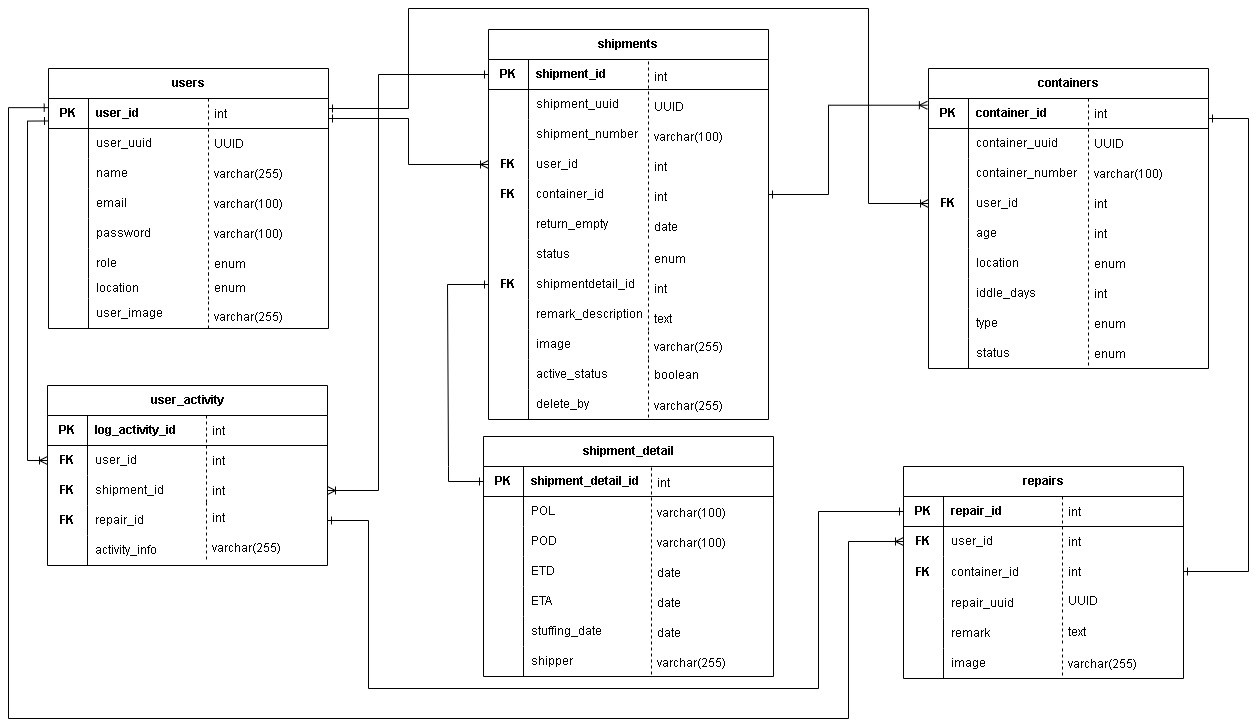 users
PK user_id int
user_uuid UUID
name varchar(255)
email varchar(100)
password varchar(100)
role enum
location enum
user_image varchar(255)
user_activity
PK log_activity_id int
FK user_id int
FK shipment_id int
FK repair_id int
activity_info varchar(255)
shipments
PK shipment_id int
shipment_uuid UUID
shipment_number varchar(100)
FK user_id int
FK container_id int
return_empty date
status enum
FK shipmentdetail_id int
remark_description text
image varchar(255)
active_status boolean
delete_by varchar(255)
shipment_detail
PK shipment_detail_id int
POL varchar(100)
POD varchar(100)
ETD date
ETA date
stuffing_date date
shipper varchar(255)
containers
PK container_id int
container_uuid UUID
container_number varchar(100)
FK user_id int
age int
location enum
iddle_days int
type enum
status enum
repairs
PK repair_id int
FK user_id int
FK container_id int
repair_uuid UUID
remark text
image varchar(255)